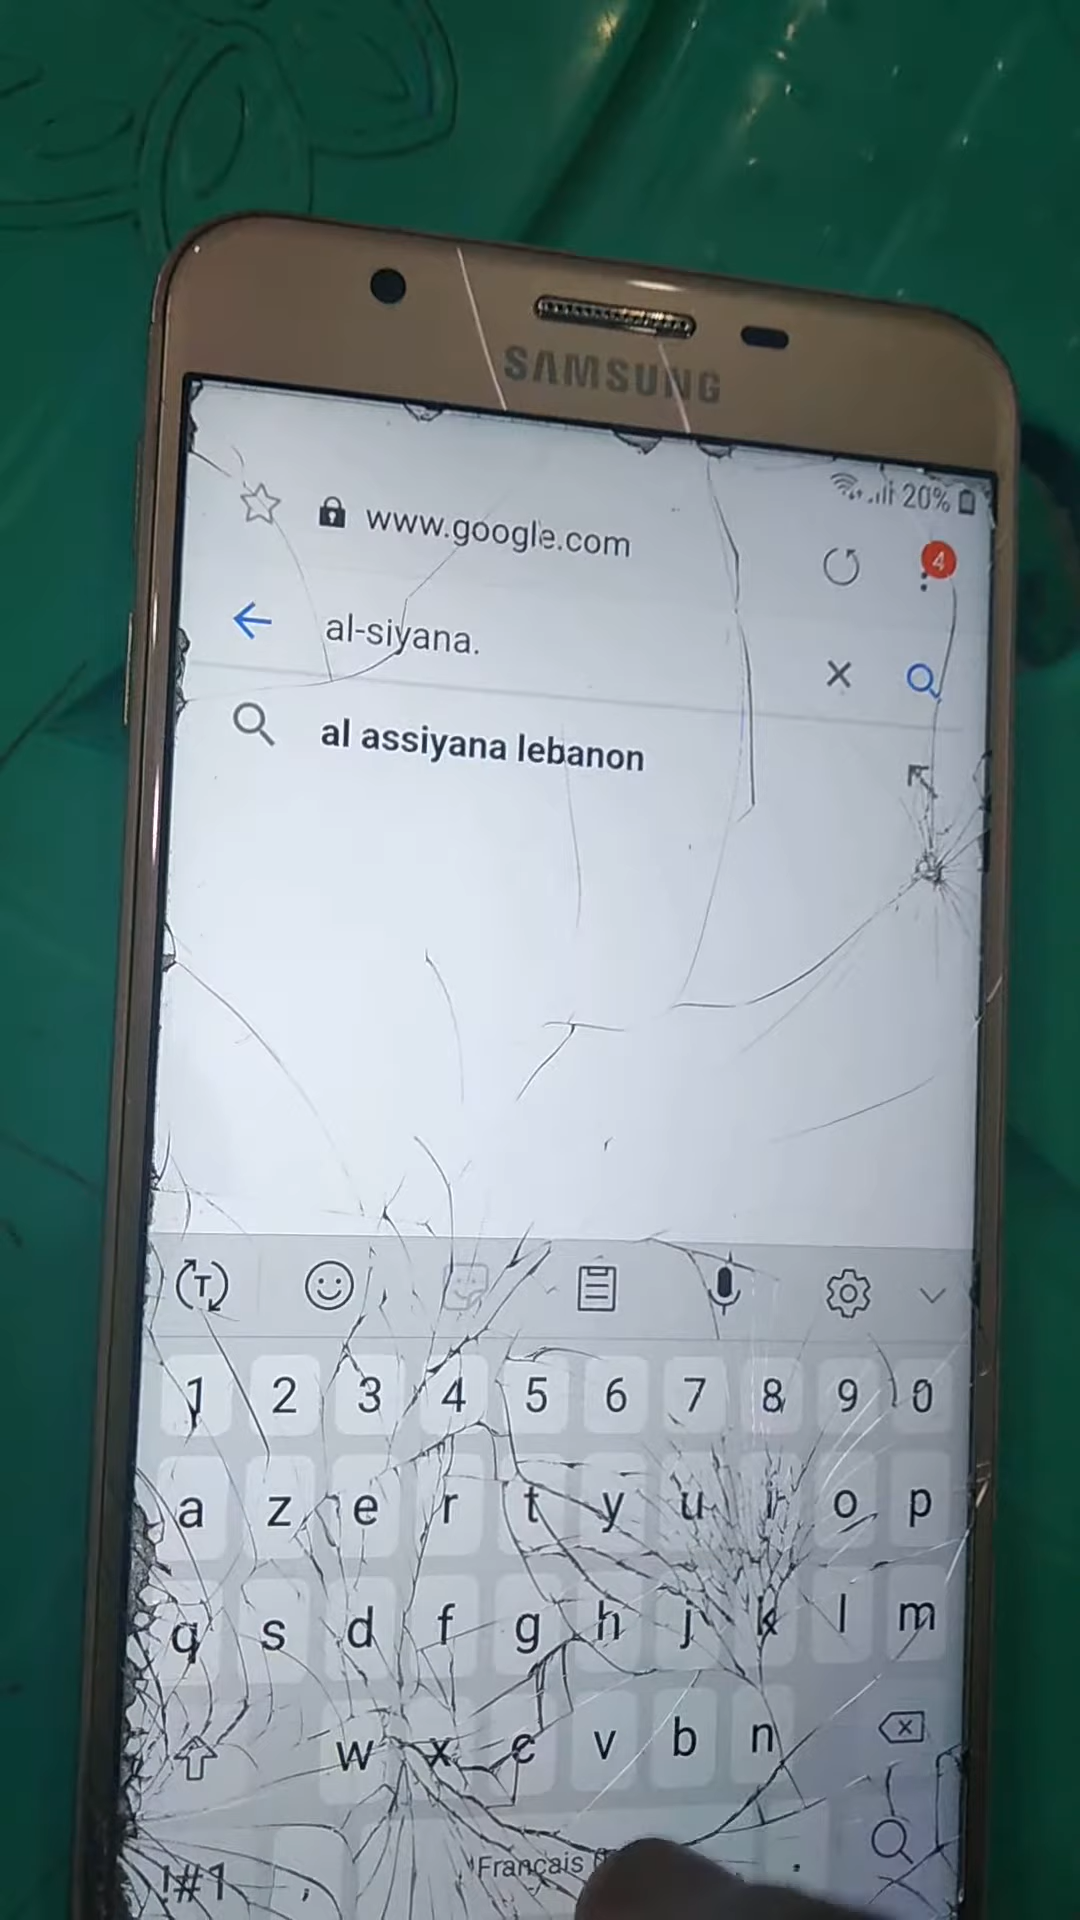 SAMSUNG
20%
www.google.com
4
al-siyana.
al assiyana lebanon
T
1 2 3 4 5 6 7 8 9 0
a z e r t y u i o p
q s d f g h j k l m
w x c v b n
!#1 , Français .